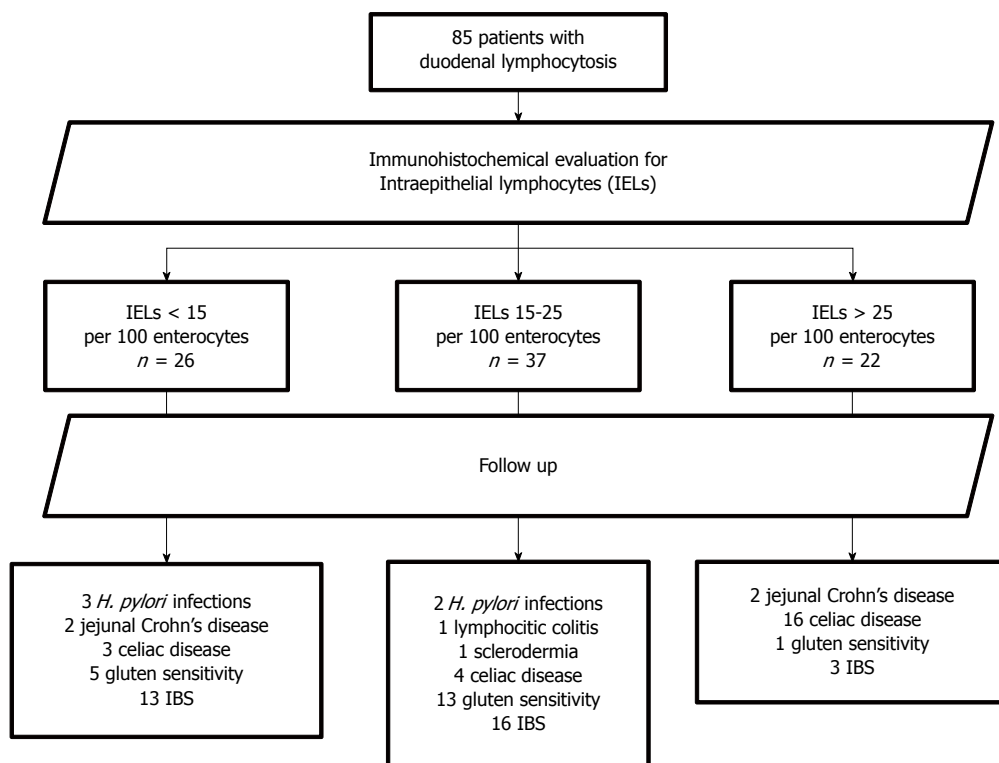 85 patients with
duodenal lymphocytosis
Immunohistochemical evaluation for
Intraepithelial lymphocytes (IELs)
IELs < 15
per 100 enterocytes
n = 26
IELs 15-25
per 100 enterocytes
n = 37
IELs > 25
per 100 enterocytes
n = 22
Follow up
3 H. pylori infections
2 jejunal Crohn’s disease
3 celiac disease
5 gluten sensitivity
13 IBS
2 H. pylori infections
1 lymphocitic colitis
1 scleroderma
4 celiac disease
13 gluten sensitivity
16 IBS
2 jejunal Crohn’s disease
16 celiac disease
1 gluten sensitivity
3 IBS